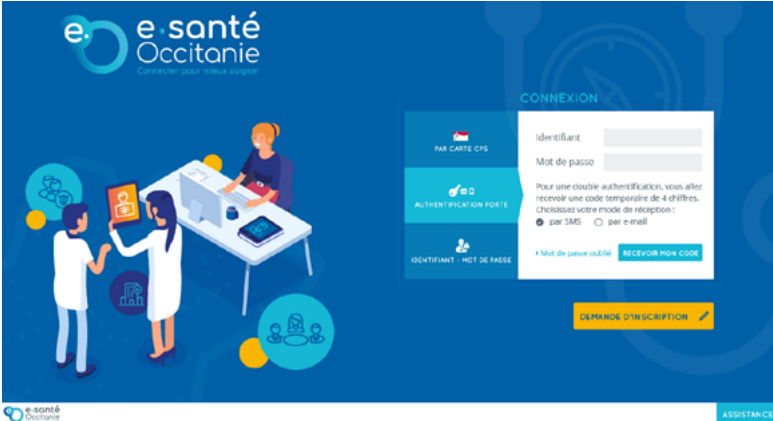 e·santé
Occitanie
Connecter pour mieux soigner
CONNEXION
PAR CARTE CPS
AUTHENTIFICATION FORTE
IDENTIFIANT - MOT DE PASSE
Identifiant
Mot de passe
Pour une double authentification, vous allez
recevoir un code temporaire de 4 chiffres.
Choisissez votre mode de réception :
par SMS par e-mail
Mot de passe oublié RECEVOIR MON CODE
DEMANDE D'INSCRIPTION
e·santé
Occitanie
ASSISTANCE